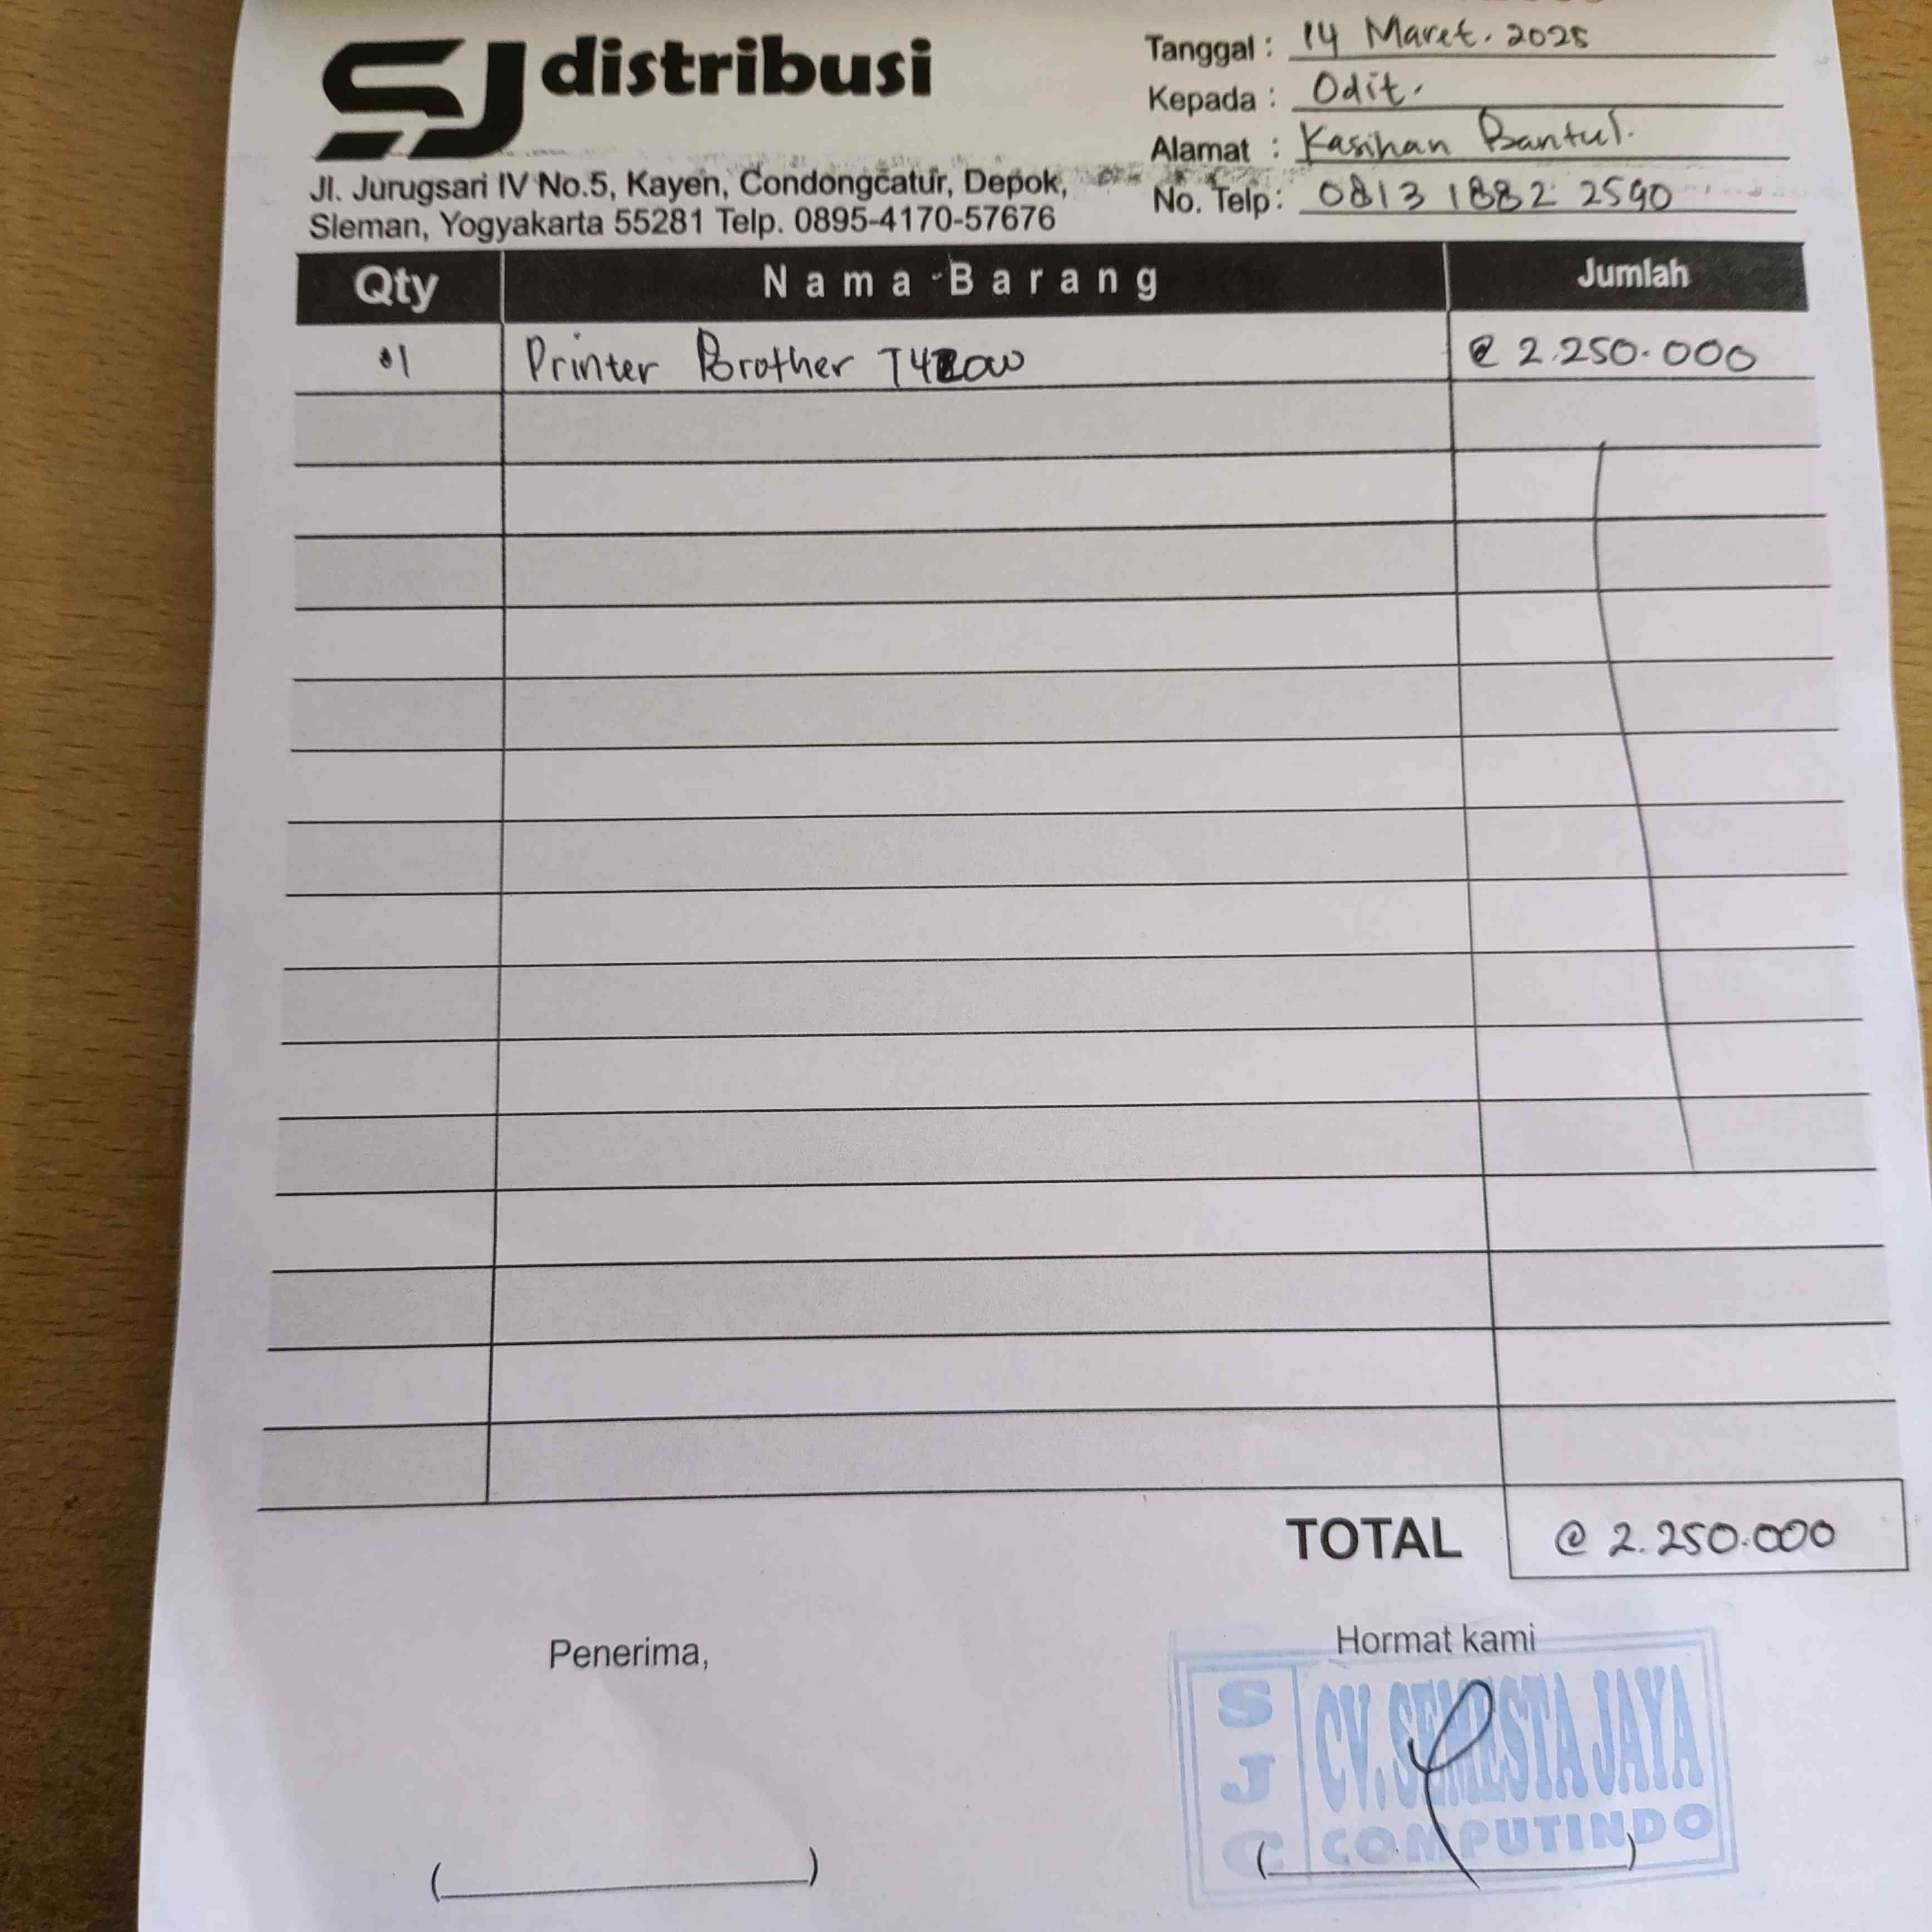 SJ distribusi
Jl. Jurugsari IV No.5, Kayen, Condongcatur, Depok,
Sleman, Yogyakarta 55281 Telp. 0895-4170-57676
Tanggal : 14 Maret. 2025
Kepada : Odit.
Alamat : Kasihan Bantul.
No. Telp: 0813 1882 2590
Qty Nama Barang Jumlah
01 Printer Brother T420W @ 2.250.000
TOTAL @ 2.250.000
Penerima, Hormat kami
SJC CV. SEMESTA JAYA
COMPUTINDO
( ) ( )